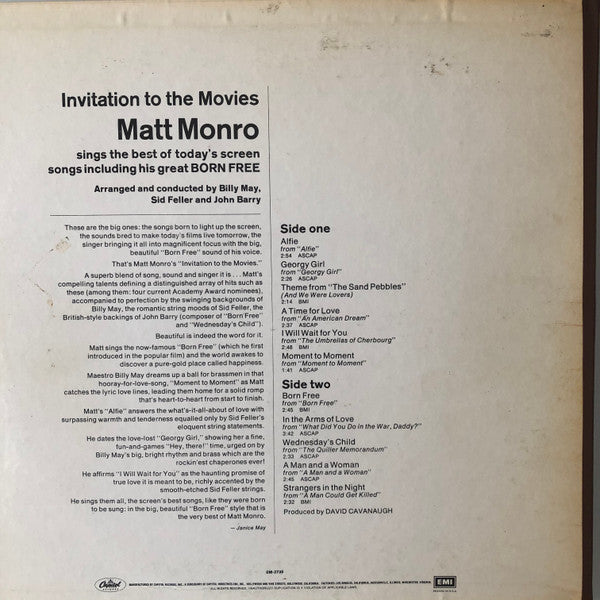 Invitation to the Movies
Matt Monro
sings the best of today's screen
songs including his great BORN FREE
Arranged and conducted by Billy May,
Sid Feller and John Barry
These are the big ones: the songs born to light up the screen,
the sounds bred to make today's films live tomorrow, the
singer bringing it all into magnificent focus with the big,
beautiful "Born Free" sound of his voice.
That's Matt Monro's "Invitation to the Movies."
A superb blend of song, sound and singer it is . . . Matt's
compelling talents defining a distinguished array of hits such as
these (among them: four current Academy Award nominees),
accompanied to perfection by the swinging backgrounds of
Billy May, the romantic string moods of Sid Feller, the
British-style backings of John Barry (composer of "Born Free"
and "Wednesday's Child").
Beautiful is indeed the word for it.
Matt sings the now-famous "Born Free" (which he first
introduced in the popular film) and the world awakes to
discover a pure-gold place called happiness.
Maestro Billy May dreams up a ball for brassmen in that
hooray-for-love-song, "Moment to Moment" as Matt
catches the lyric love lines, leading them home for a solid romp
that's heart-to-heart from start to finish.
Matt's "Alfie" answers the what's-it-all-about of love with
surpassing warmth and tenderness equalled only by Sid Feller's
eloquent string statements.
He dates the love-lost "Georgy Girl," showing her a fine,
fun-and-games "Hey, there!" time, urged on by
Billy May's big, bright rhythm and brass which are the
rockin'est chaperones ever!
He affirms "I Will Wait for You" as the haunting promise of
true love it is meant to be, richly accented by the
smooth-etched Sid Feller strings.
He sings them all, the screen's best songs, like they were born
to be sung: in the big, beautiful "Born Free" style that is
the very best of Matt Monro.
— Janice May
Side one
Alfie
from "Alfie"
2:54 ASCAP
Georgy Girl
from "Georgy Girl"
2:26 ASCAP
Theme from "The Sand Pebbles"
(And We Were Lovers)
2:14 BMI
A Time for Love
from "An American Dream"
2:37 ASCAP
I Will Wait for You
from "The Umbrellas of Cherbourg"
2:48 BMI
Moment to Moment
from "Moment to Moment"
1:41 ASCAP
Side two
Born Free
from "Born Free"
2:45 BMI
In the Arms of Love
from "What Did You Do in the War, Daddy?"
3:42 ASCAP
Wednesday's Child
from "The Quiller Memorandum"
2:33 ASCAP
A Man and a Woman
from "A Man and a Woman"
2:45 ASCAP
Strangers in the Night
from "A Man Could Get Killed"
2:32 BMI
Produced by DAVID CAVANAUGH
Capitol
EMI